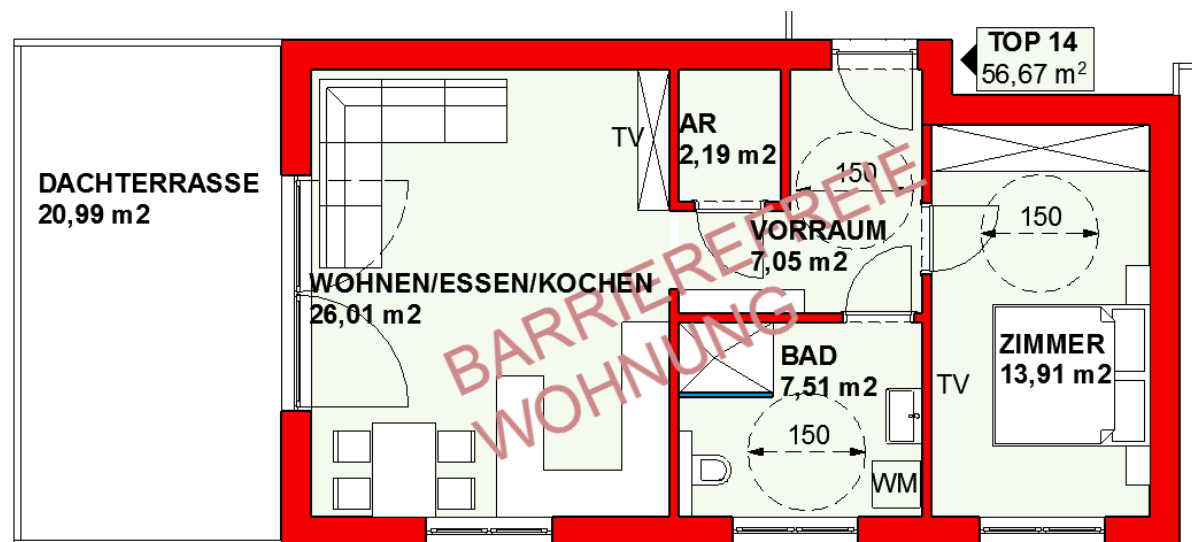 TOP 14
56,67 m²
DACHTERRASSE
20,99 m2
TV
AR
2,19 m2
150
VORRAUM
7,05 m2
150
WOHNEN/ESSEN/KOCHEN
26,01 m2
BARRIEREFREIE
WOHNUNG
BAD
7,51 m2
150
WM
TV
ZIMMER
13,91 m2